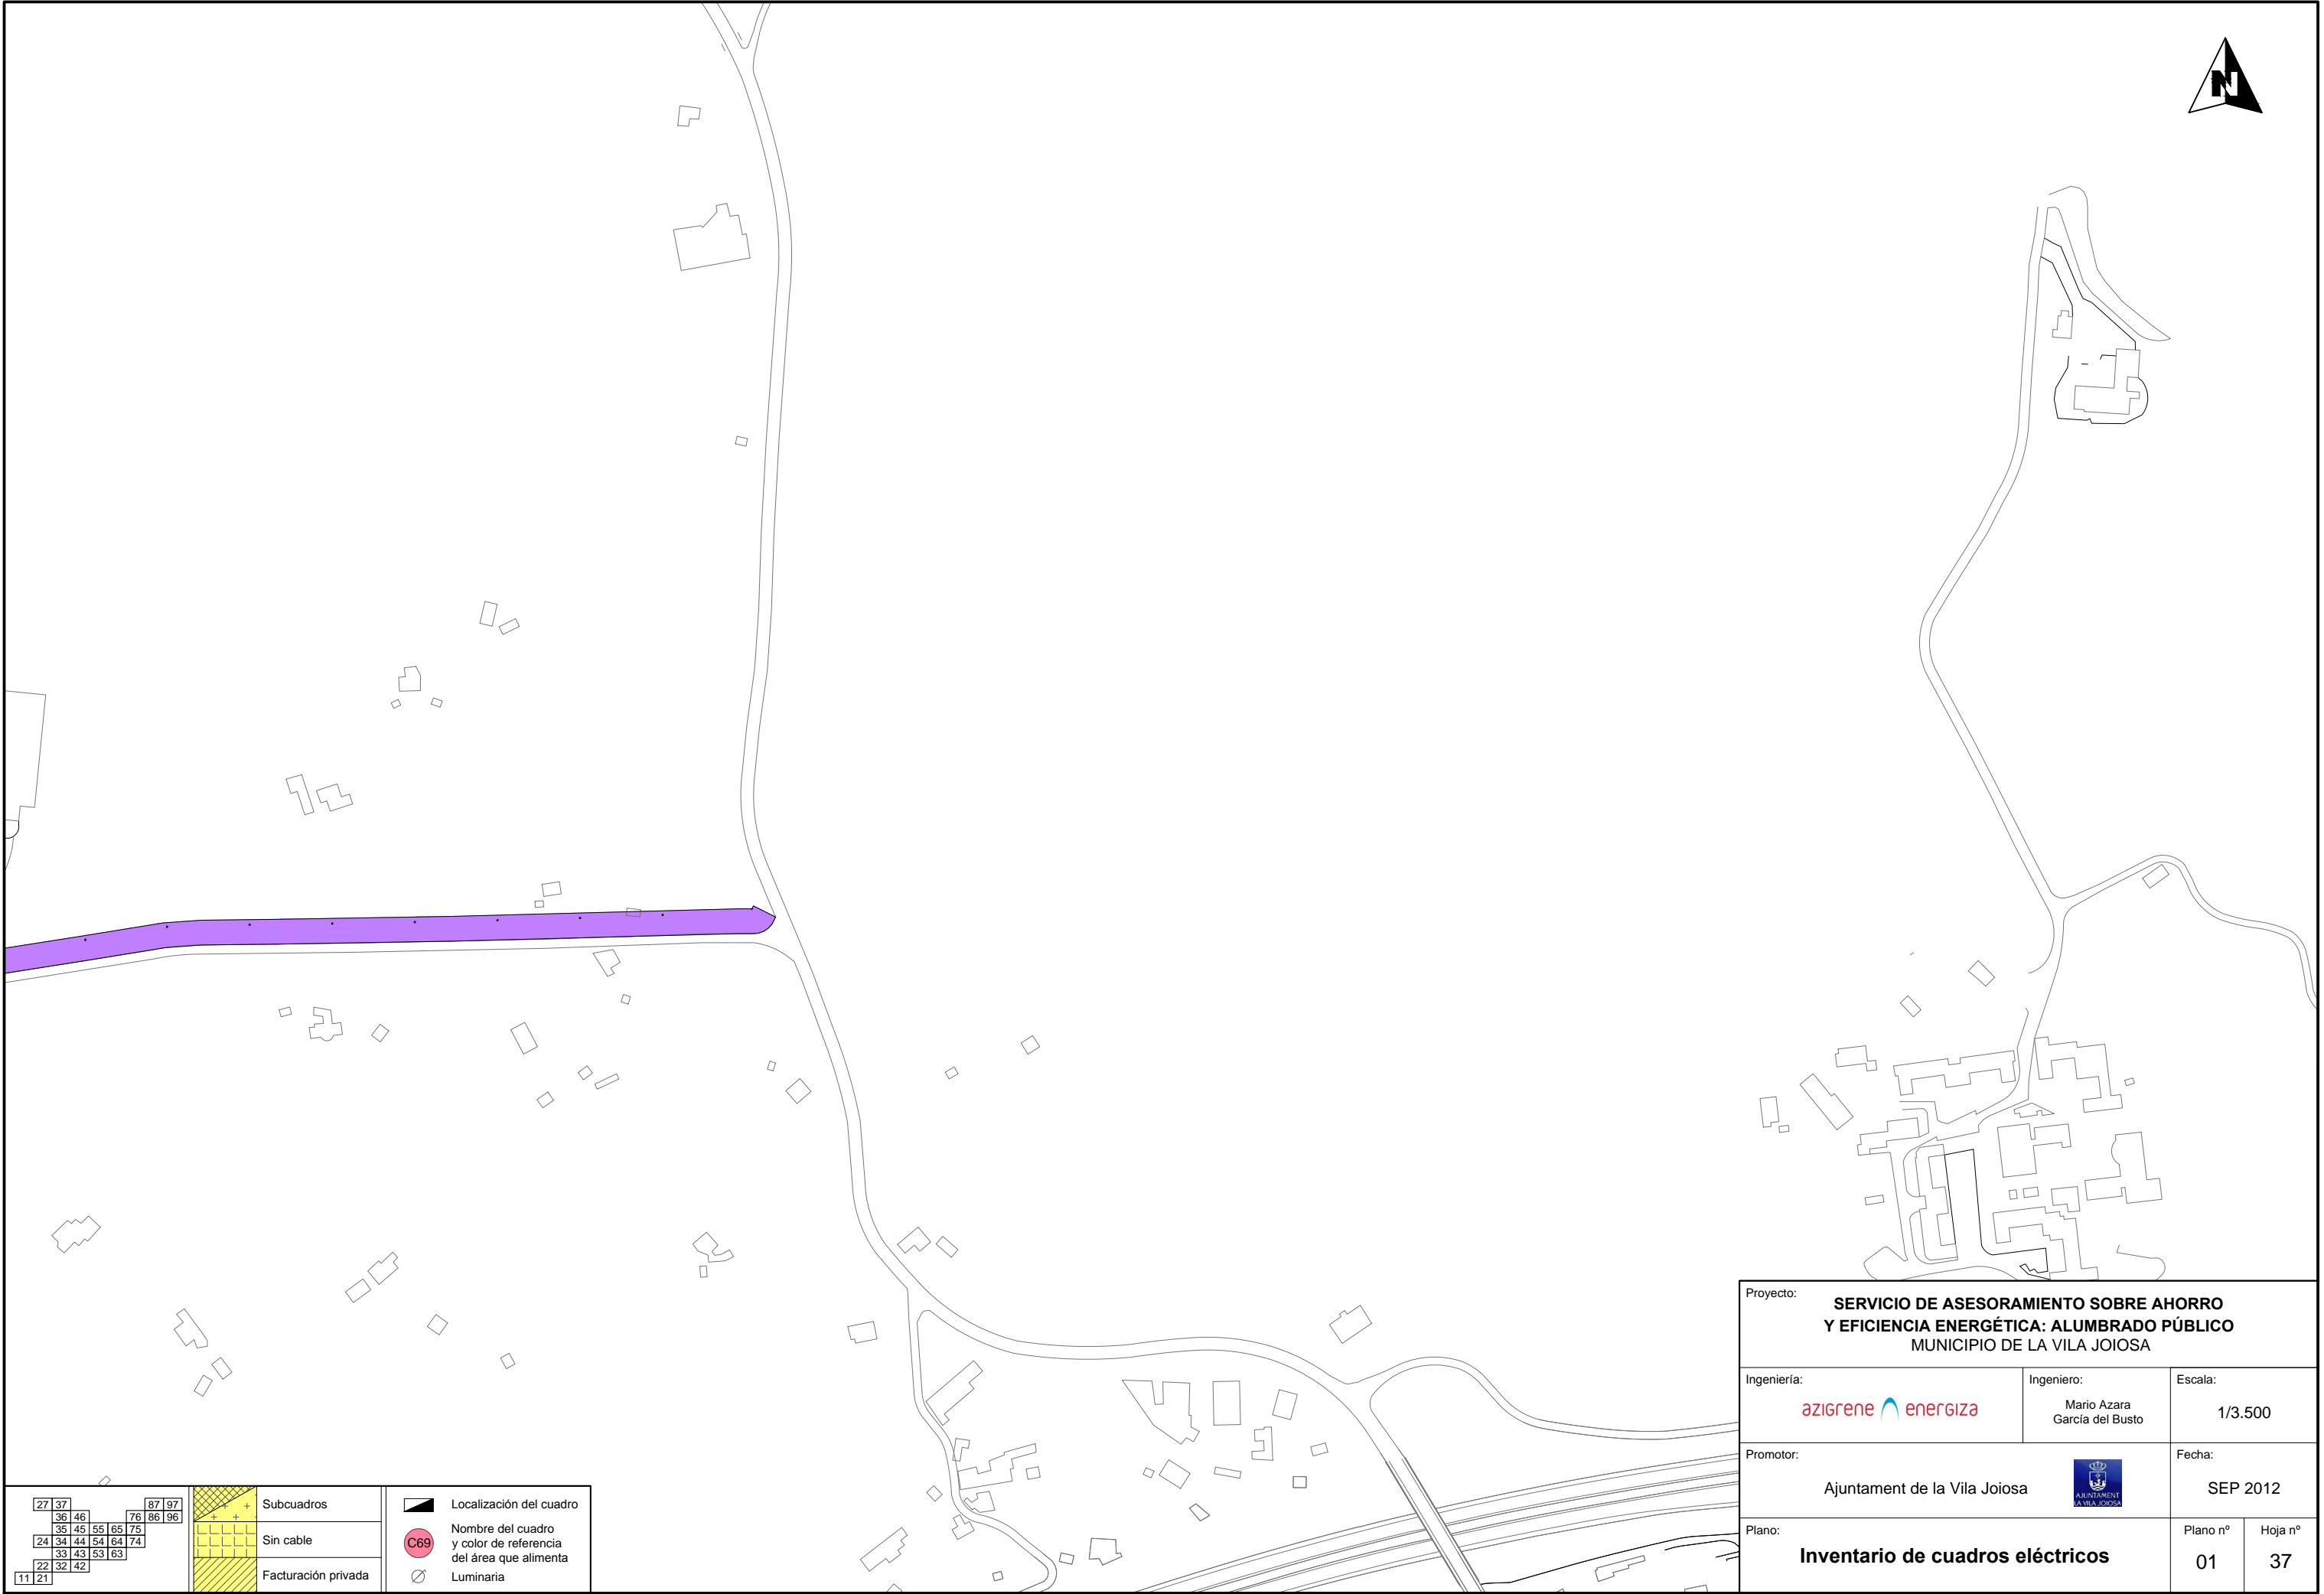 N
Proyecto:
SERVICIO DE ASESORAMIENTO SOBRE AHORRO
Y EFICIENCIA ENERGÉTICA: ALUMBRADO PÚBLICO
MUNICIPIO DE LA VILA JOIOSA
Ingeniería:
azigrene energiza
Ingeniero:
Mario Azara
García del Busto
Escala:
1/3.500
Promotor:
Ajuntament de la Vila Joiosa
AJUNTAMENT
LA VILA JOIOSA
Fecha:
SEP 2012
Plano:
Inventario de cuadros eléctricos
Plano nº
01
Hoja nº
37
27 37 87 97
36 46 76 86 96
35 45 55 65 75
24 34 44 54 64 74
33 43 53 63
22 32 42
11 21
Subcuadros
Sin cable
Facturación privada
Localización del cuadro
C69
Nombre del cuadro
y color de referencia
del área que alimenta
Luminaria